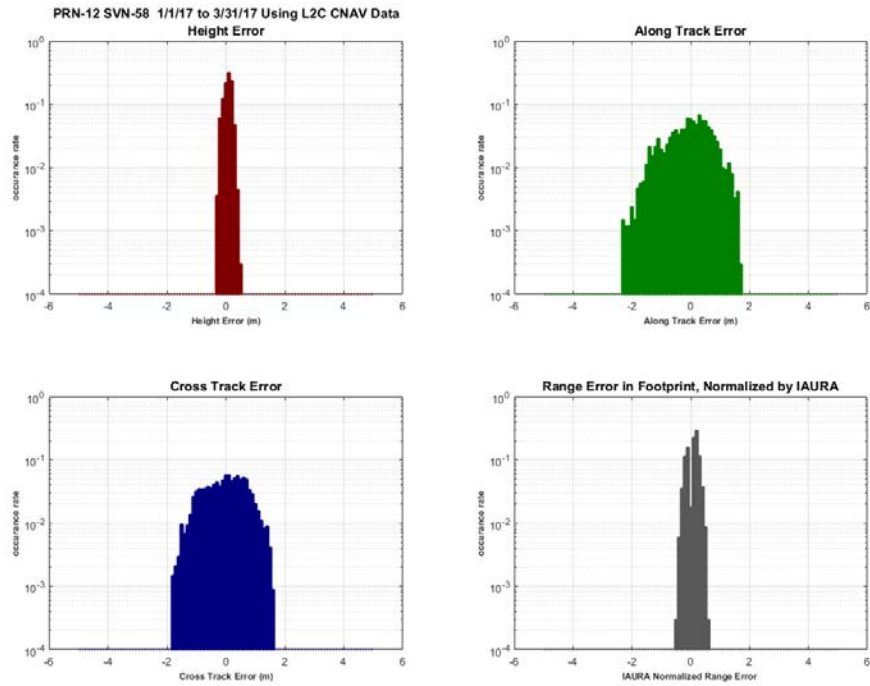 PRN-12 SVN-58 1/1/17 to 3/31/17 Using L2C CNAV Data
Height Error
10^0
10^-1
10^-2
10^-3
10^-4
occurance rate
-6 -4 -2 0 2 4 6
Height Error (m)
Along Track Error
10^0
10^-1
10^-2
10^-3
10^-4
occurance rate
-6 -4 -2 0 2 4 6
Along Track Error (m)
Cross Track Error
10^0
10^-1
10^-2
10^-3
10^-4
occurance rate
-6 -4 -2 0 2 4 6
Cross Track Error (m)
Range Error in Footprint, Normalized by IAURA
10^0
10^-1
10^-2
10^-3
10^-4
occurance rate
-6 -4 -2 0 2 4 6
IAURA Normalized Range Error